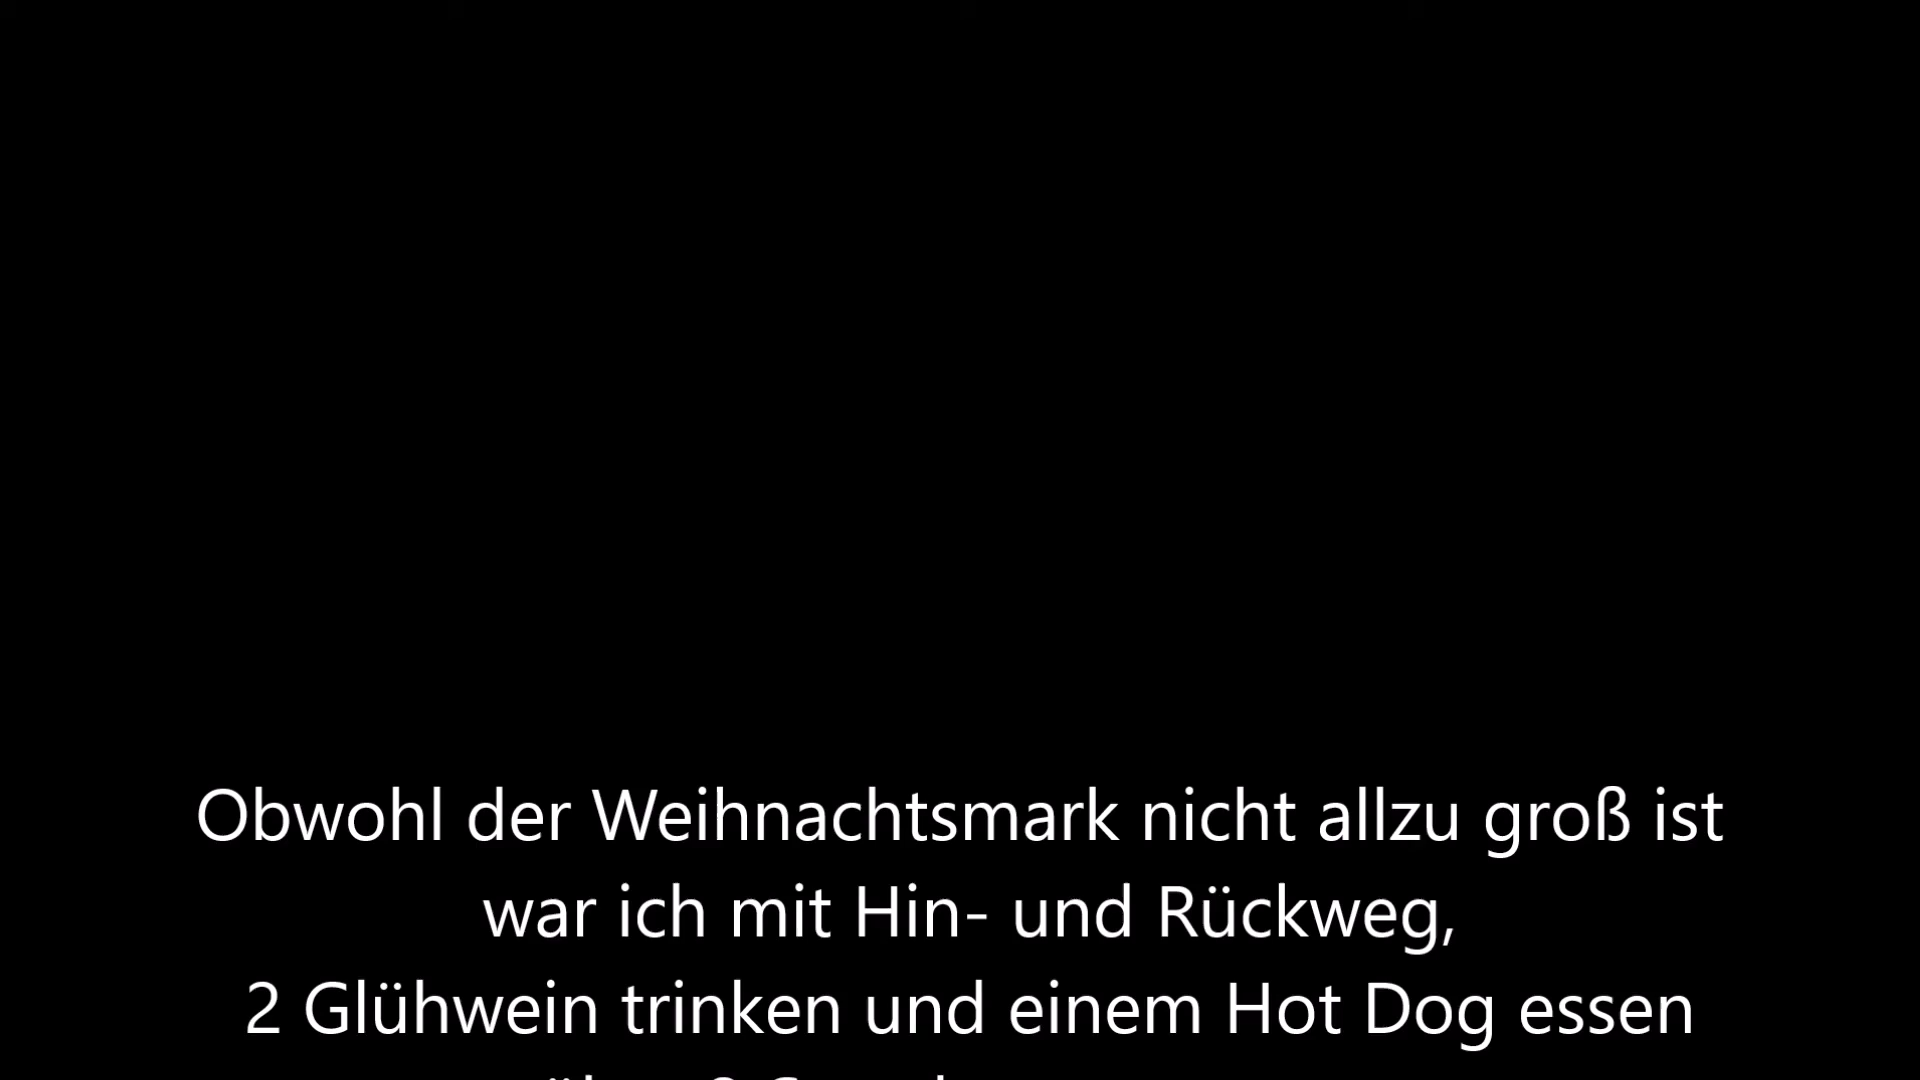 Obwohl der Weihnachtsmark nicht allzu groß ist
war ich mit Hin- und Rückweg,
2 Glühwein trinken und einem Hot Dog essen